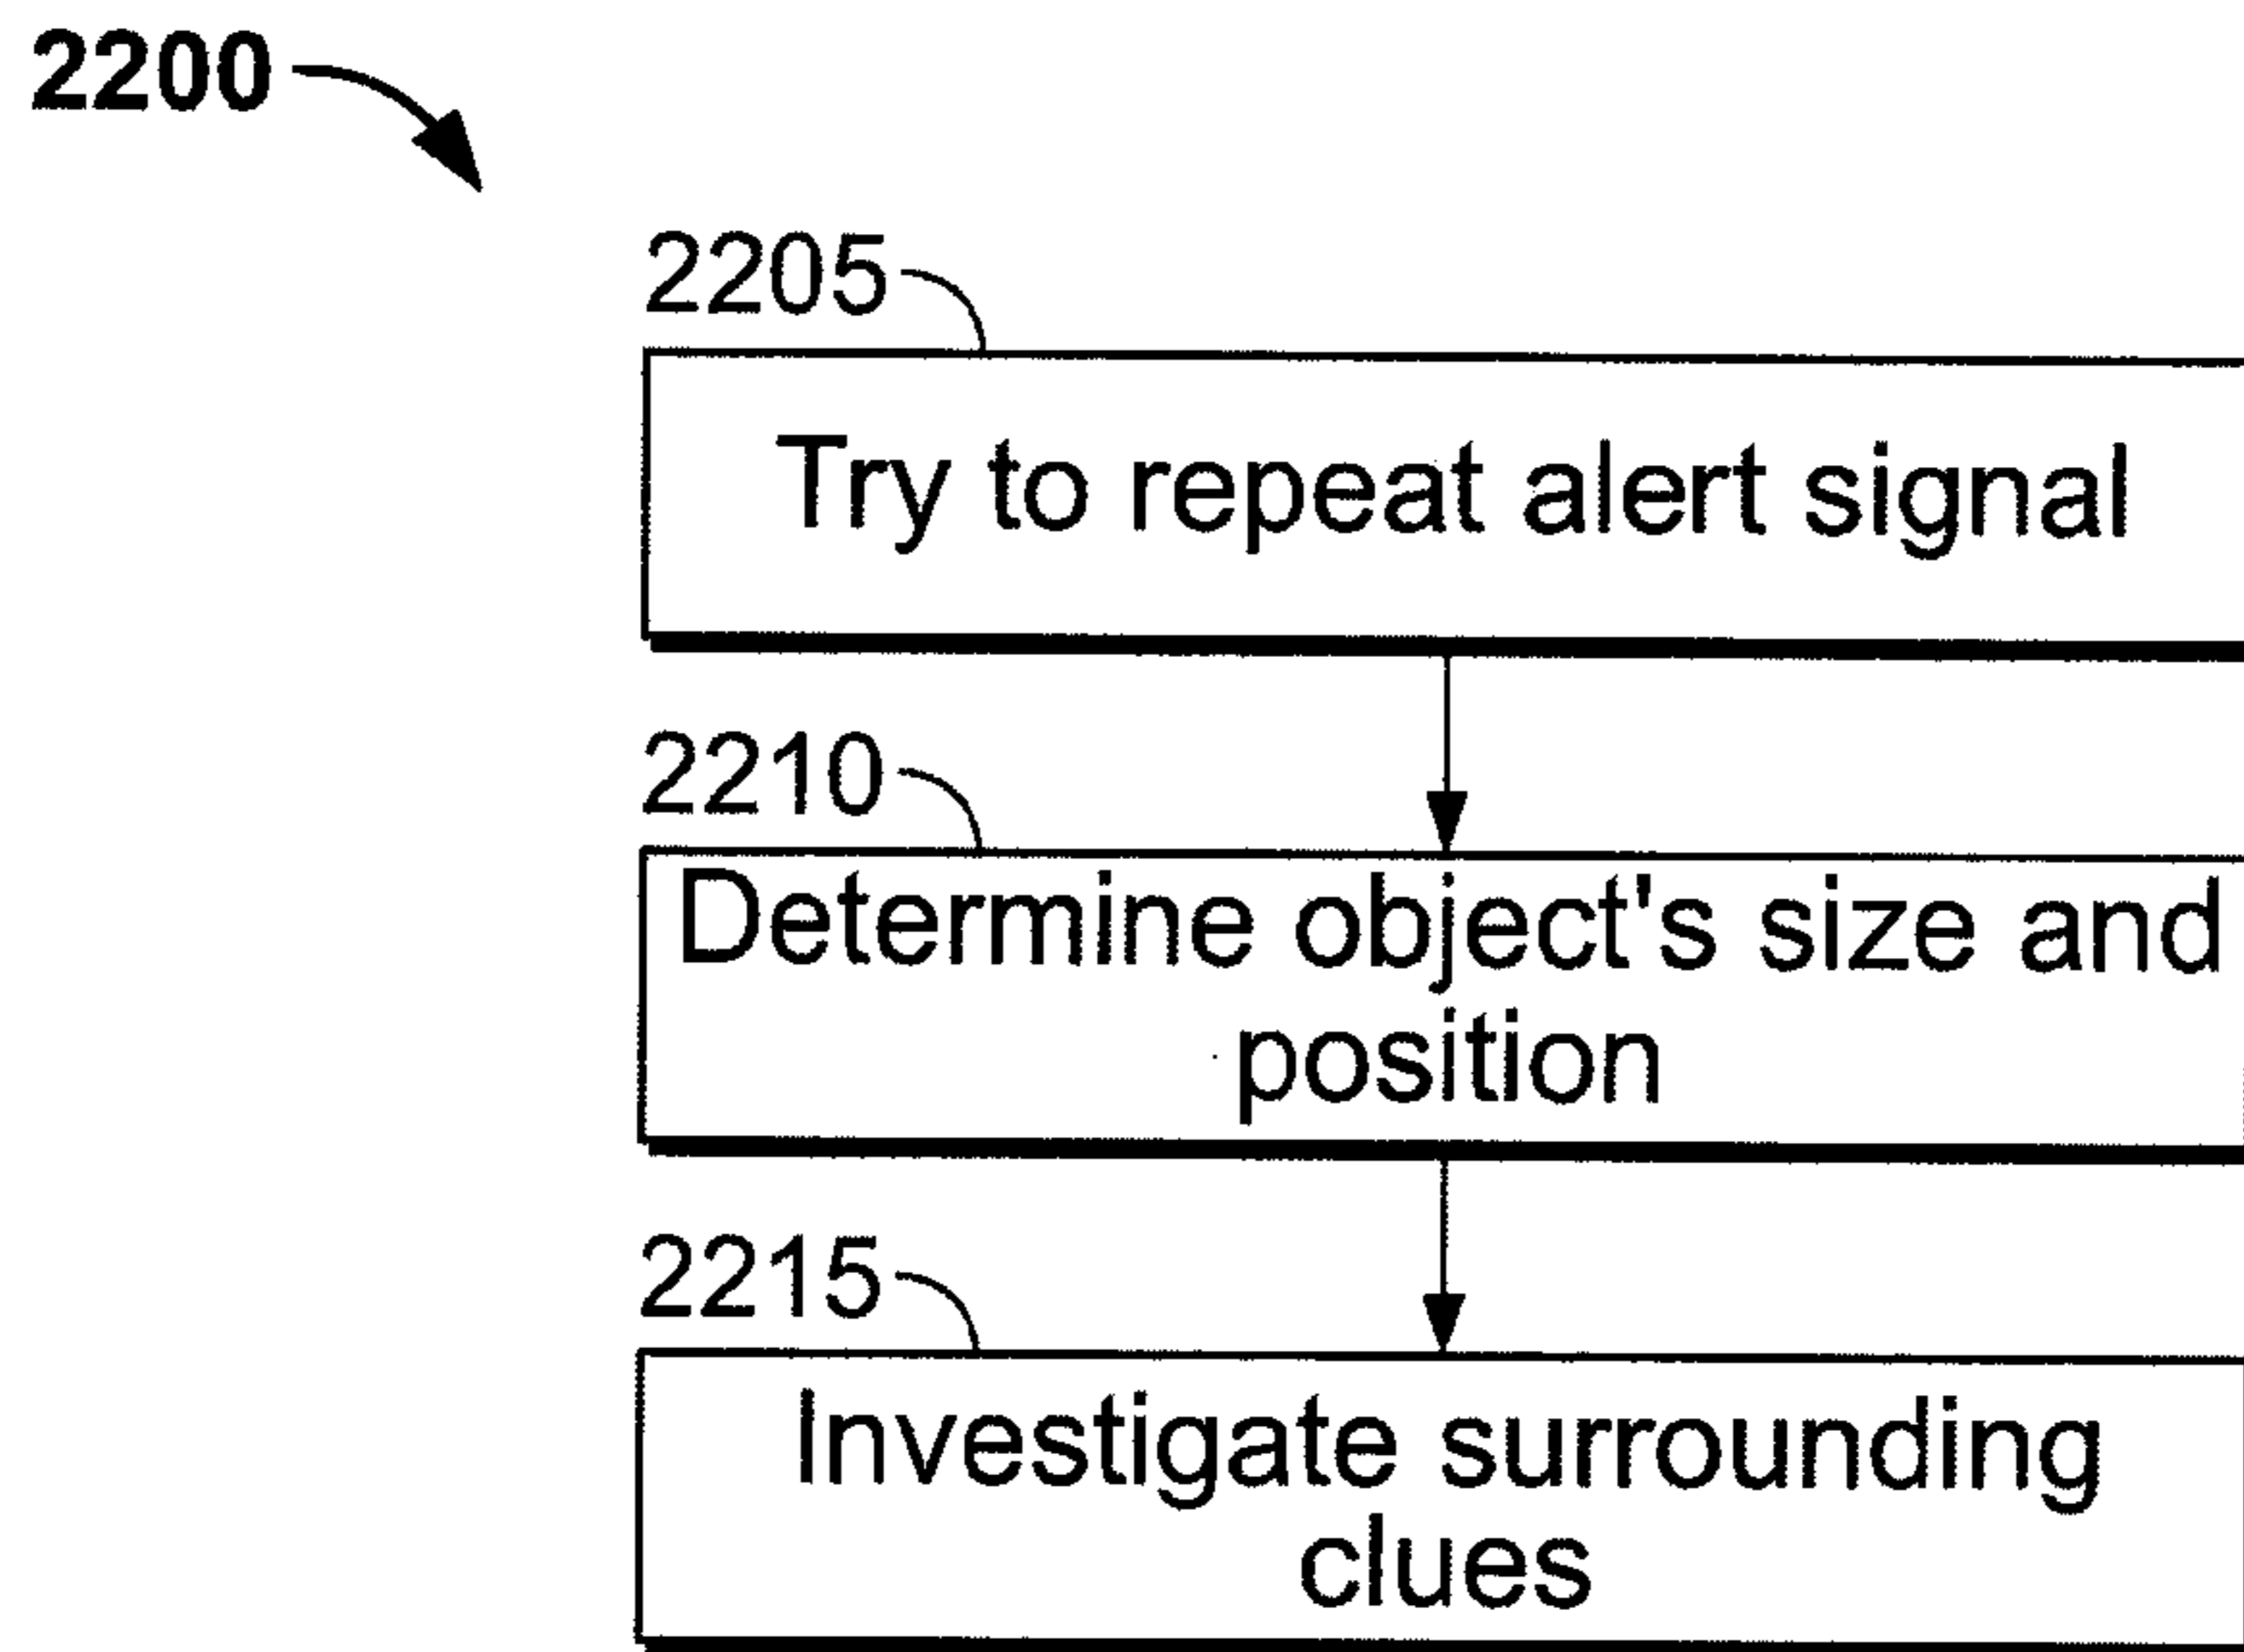 2200
2205
Try to repeat alert signal
2210
Determine object's size and
position
2215
Investigate surrounding
clues